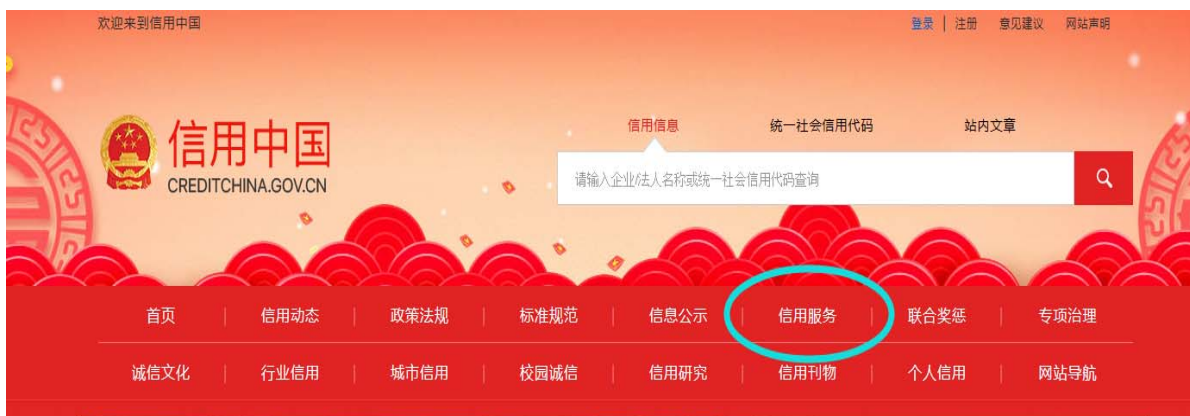 欢迎来到信用中国 登录 | 注册 意见建议 网站声明
信用信息 统一社会信用代码 站内文章
信用中国
CREDITCHINA.GOV.CN
请输入企业/法人名称或统一社会信用代码查询
首页 | 信用动态 | 政策法规 | 标准规范 | 信息公示 | 信用服务 | 联合奖惩 | 专项治理
诚信文化 | 行业信用 | 城市信用 | 校园诚信 | 信用研究 | 信用刊物 | 个人信用 | 网站导航